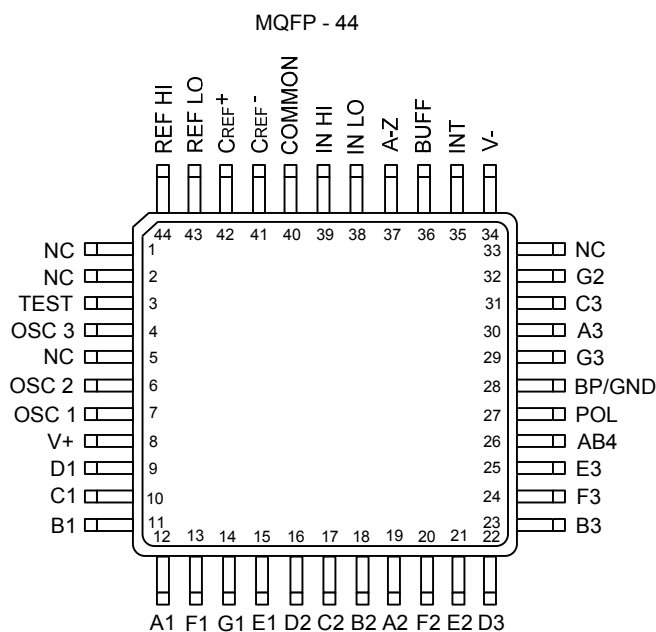 MQFP - 44
REF HI REF LO CREF+ CREF- COMMON IN HI IN LO A-Z BUFF INT V-
44 43 42 41 40 39 38 37 36 35 34
NC 1 33 NC
NC 2 32 G2
TEST 3 31 C3
OSC 3 4 30 A3
NC 5 29 G3
OSC 2 6 28 BP/GND
OSC 1 7 27 POL
V+ 8 26 AB4
D1 9 25 E3
C1 10 24 F3
B1 11 23 B3
12 13 14 15 16 17 18 19 20 21 22
A1 F1 G1 E1 D2 C2 B2 A2 F2 E2 D3